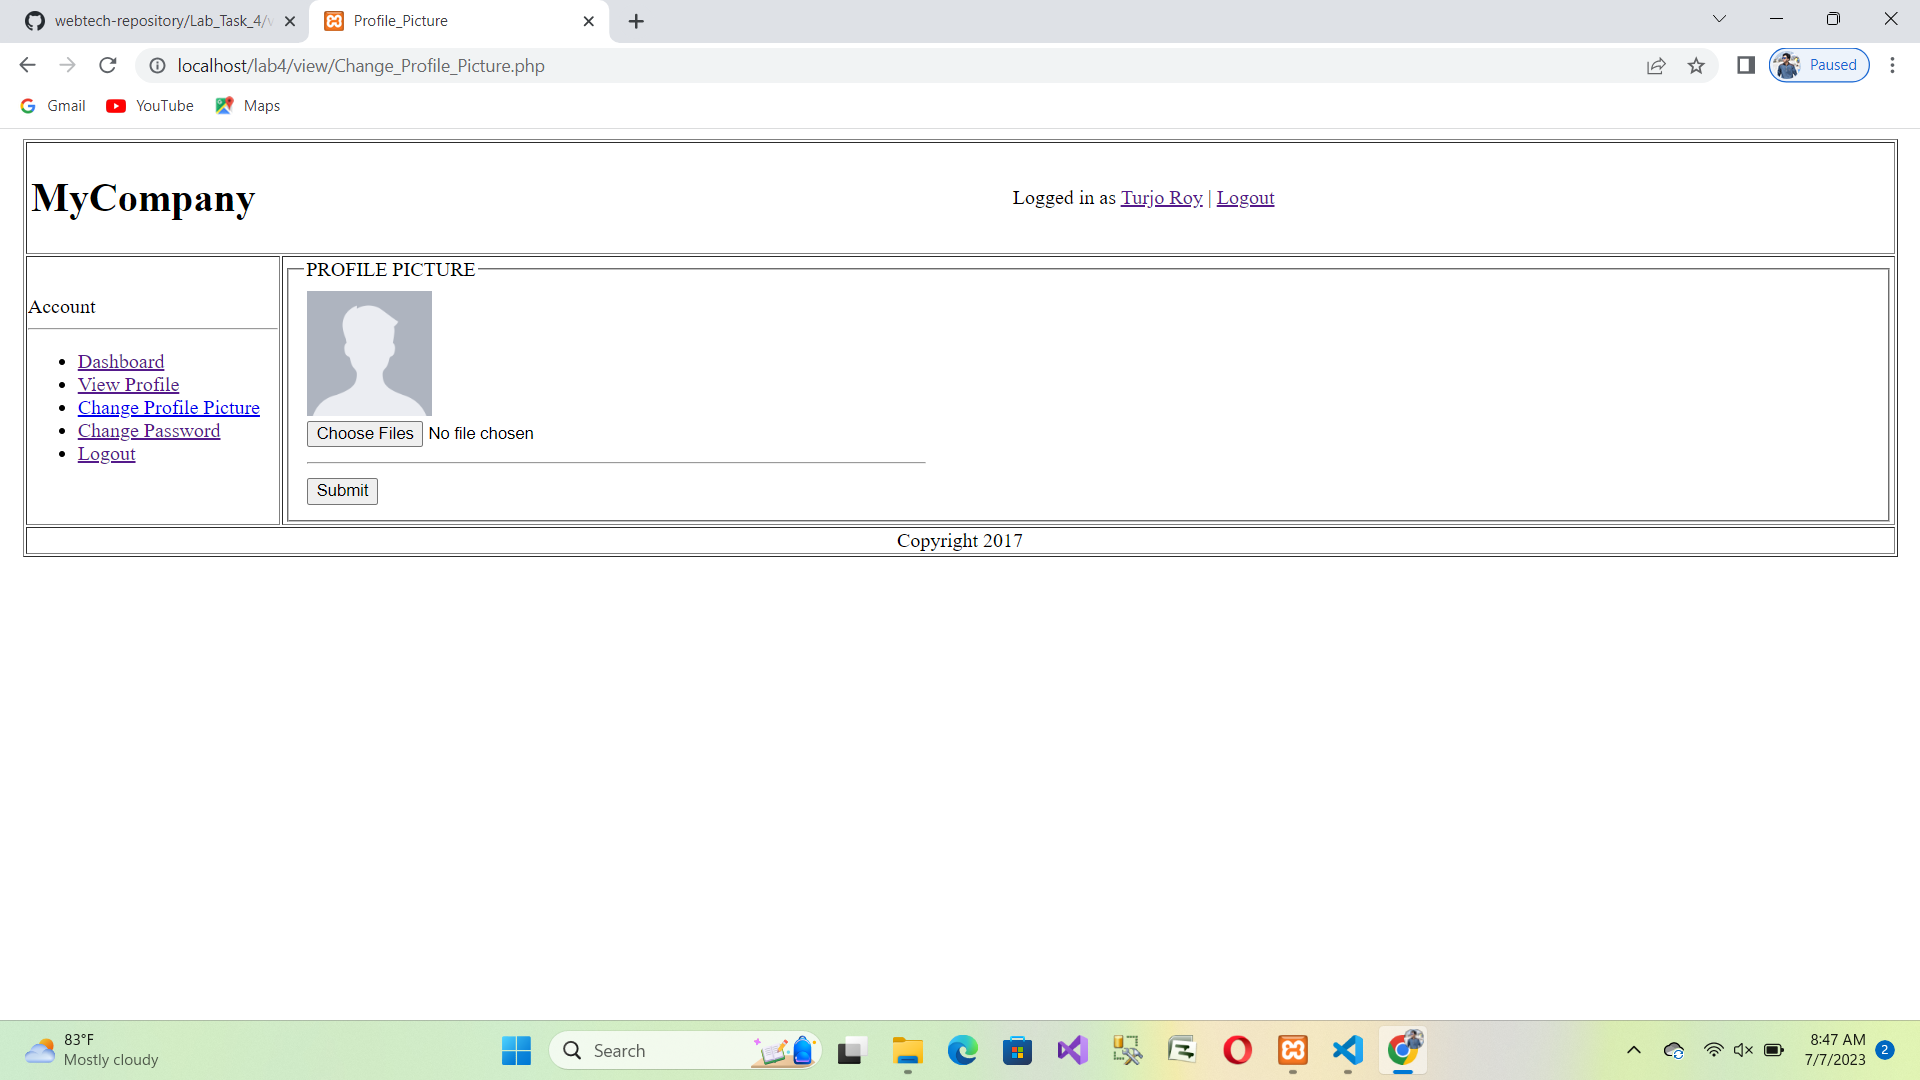 webtech-repository/Lab_Task_4/v
Profile_Picture
localhost/lab4/view/Change_Profile_Picture.php
Paused
Gmail
YouTube
Maps
MyCompany
Logged in as Turjo Roy | Logout
Account
Dashboard
View Profile
Change Profile Picture
Change Password
Logout
PROFILE PICTURE
Choose Files No file chosen
Submit
Copyright 2017
83°F
Mostly cloudy
Search
8:47 AM
7/7/2023
2